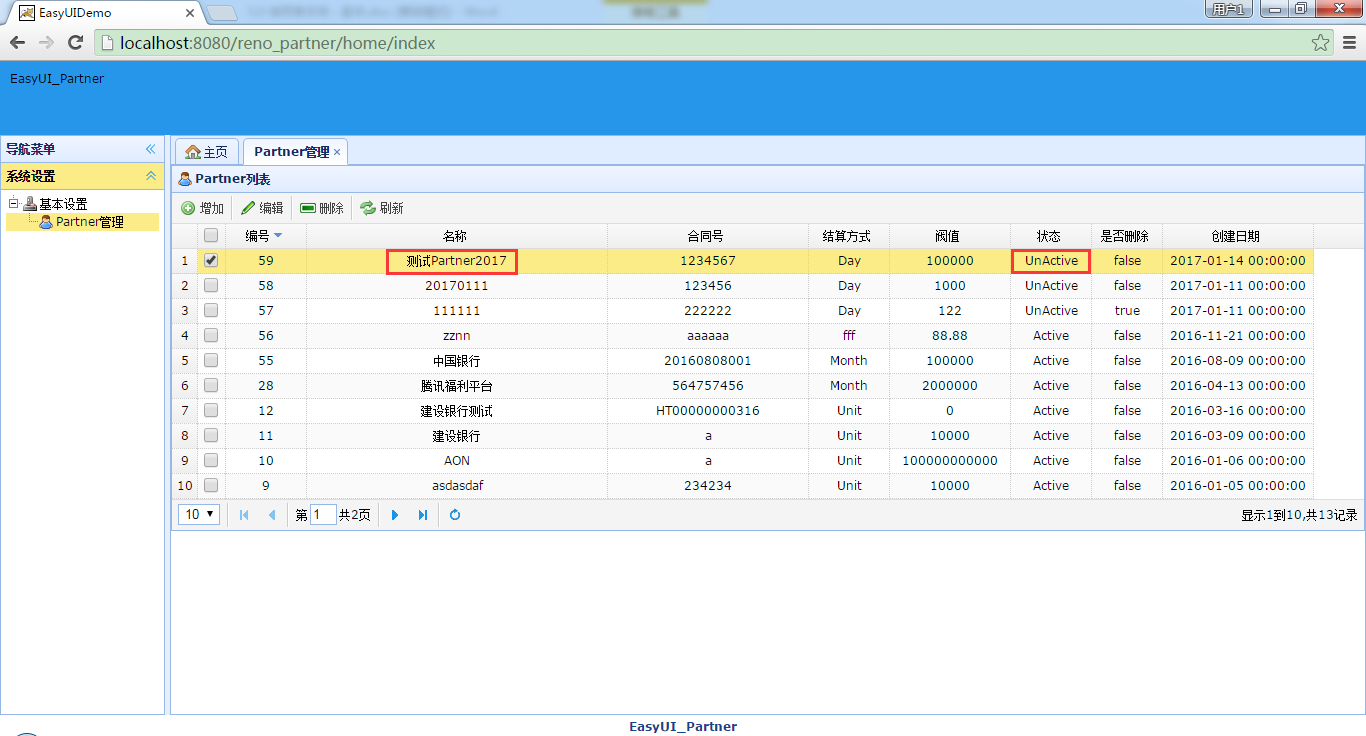 EasyUIDemo
用户1
localhost:8080/reno_partner/home/index
EasyUI_Partner
导航菜单
系统设置
基本设置
Partner管理
主页 Partner管理
Partner列表
增加 编辑 删除 刷新
编号 名称 合同号 结算方式 阀值 状态 是否删除 创建日期
1 59 测试Partner2017 1234567 Day 100000 UnActive false 2017-01-14 00:00:00
2 58 20170111 123456 Day 1000 UnActive false 2017-01-11 00:00:00
3 57 111111 222222 Day 122 UnActive true 2017-01-11 00:00:00
4 56 zznn aaaaaa fff 88.88 Active false 2016-11-21 00:00:00
5 55 中国银行 20160808001 Month 100000 Active false 2016-08-09 00:00:00
6 28 腾讯福利平台 564757456 Month 2000000 Active false 2016-04-13 00:00:00
7 12 建设银行测试 HT00000000316 Unit 0 Active false 2016-03-16 00:00:00
8 11 建设银行 a Unit 10000 Active false 2016-03-09 00:00:00
9 10 AON a Unit 100000000000 Active false 2016-01-06 00:00:00
10 9 asdasdaf 234234 Unit 10000 Active false 2016-01-05 00:00:00
10 第 1 共2页 显示1到10,共13记录
EasyUI_Partner